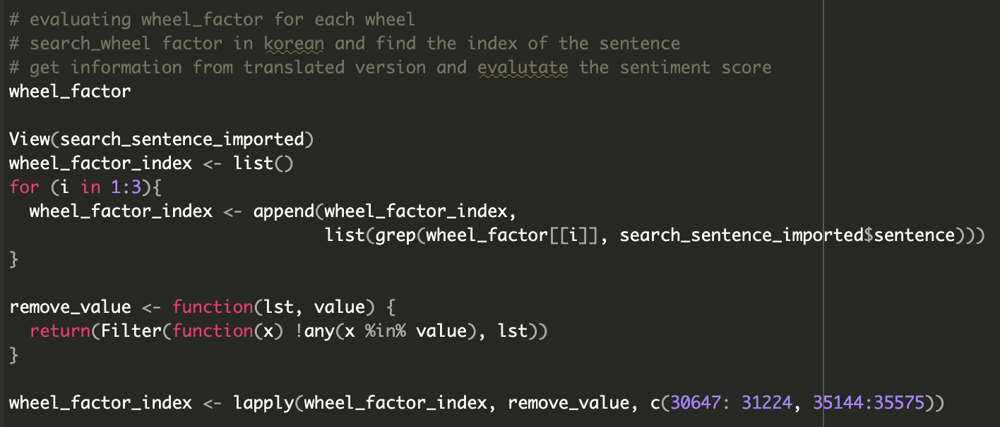 # evaluating wheel_factor for each wheel
# search_wheel factor in korean and find the index of the sentence
# get information from translated version and evalutate the sentiment score
wheel_factor
View(search_sentence_imported)
wheel_factor_index <- list()
for (i in 1:3){
  wheel_factor_index <- append(wheel_factor_index,
                               list(grep(wheel_factor[[i]], search_sentence_imported$sentence)))
}
remove_value <- function(lst, value) {
  return(Filter(function(x) !any(x %in% value), lst))
}
wheel_factor_index <- lapply(wheel_factor_index, remove_value, c(30647: 31224, 35144:35575))